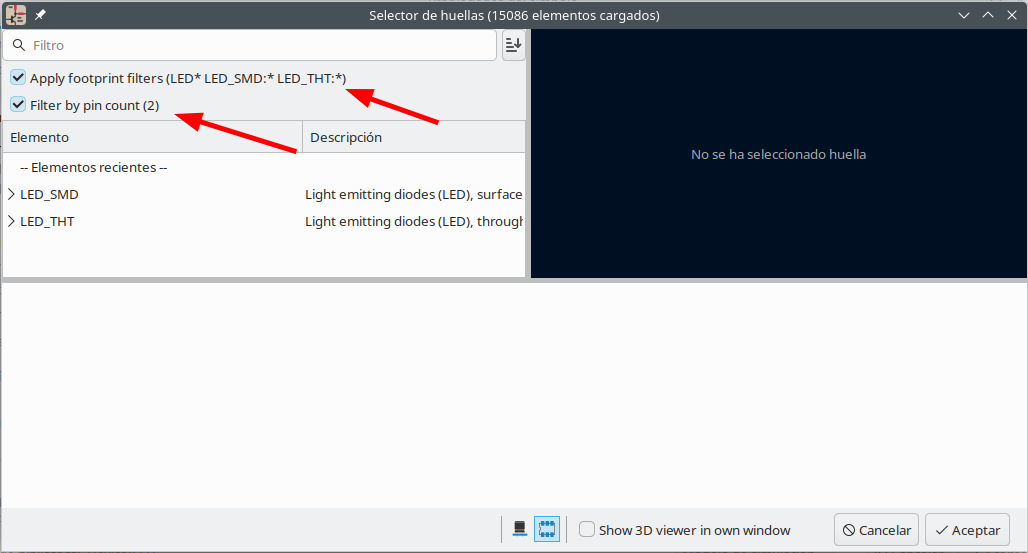 Selector de huellas (15086 elementos cargados)
Filtro
Apply footprint filters (LED* LED_SMD:* LED_THT:*)
Filter by pin count (2)
Elemento Descripción
-- Elementos recientes --
LED_SMD Light emitting diodes (LED), surface
LED_THT Light emitting diodes (LED), through
No se ha seleccionado huella
Show 3D viewer in own window
Cancelar Aceptar